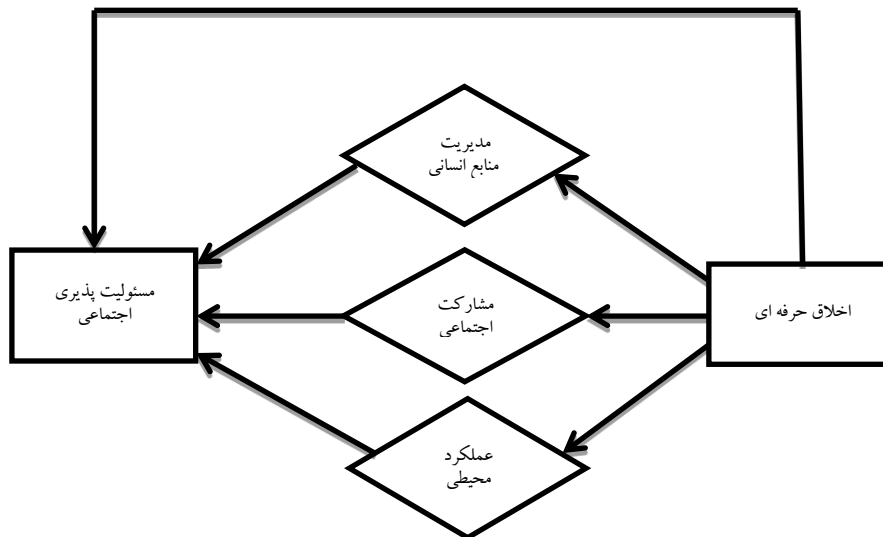 مدیریت
منابع انسانی
اخلاق حرفه ای
مشارکت
اجتماعی
مسئولیت پذیری
اجتماعی
عملکرد
محیطی